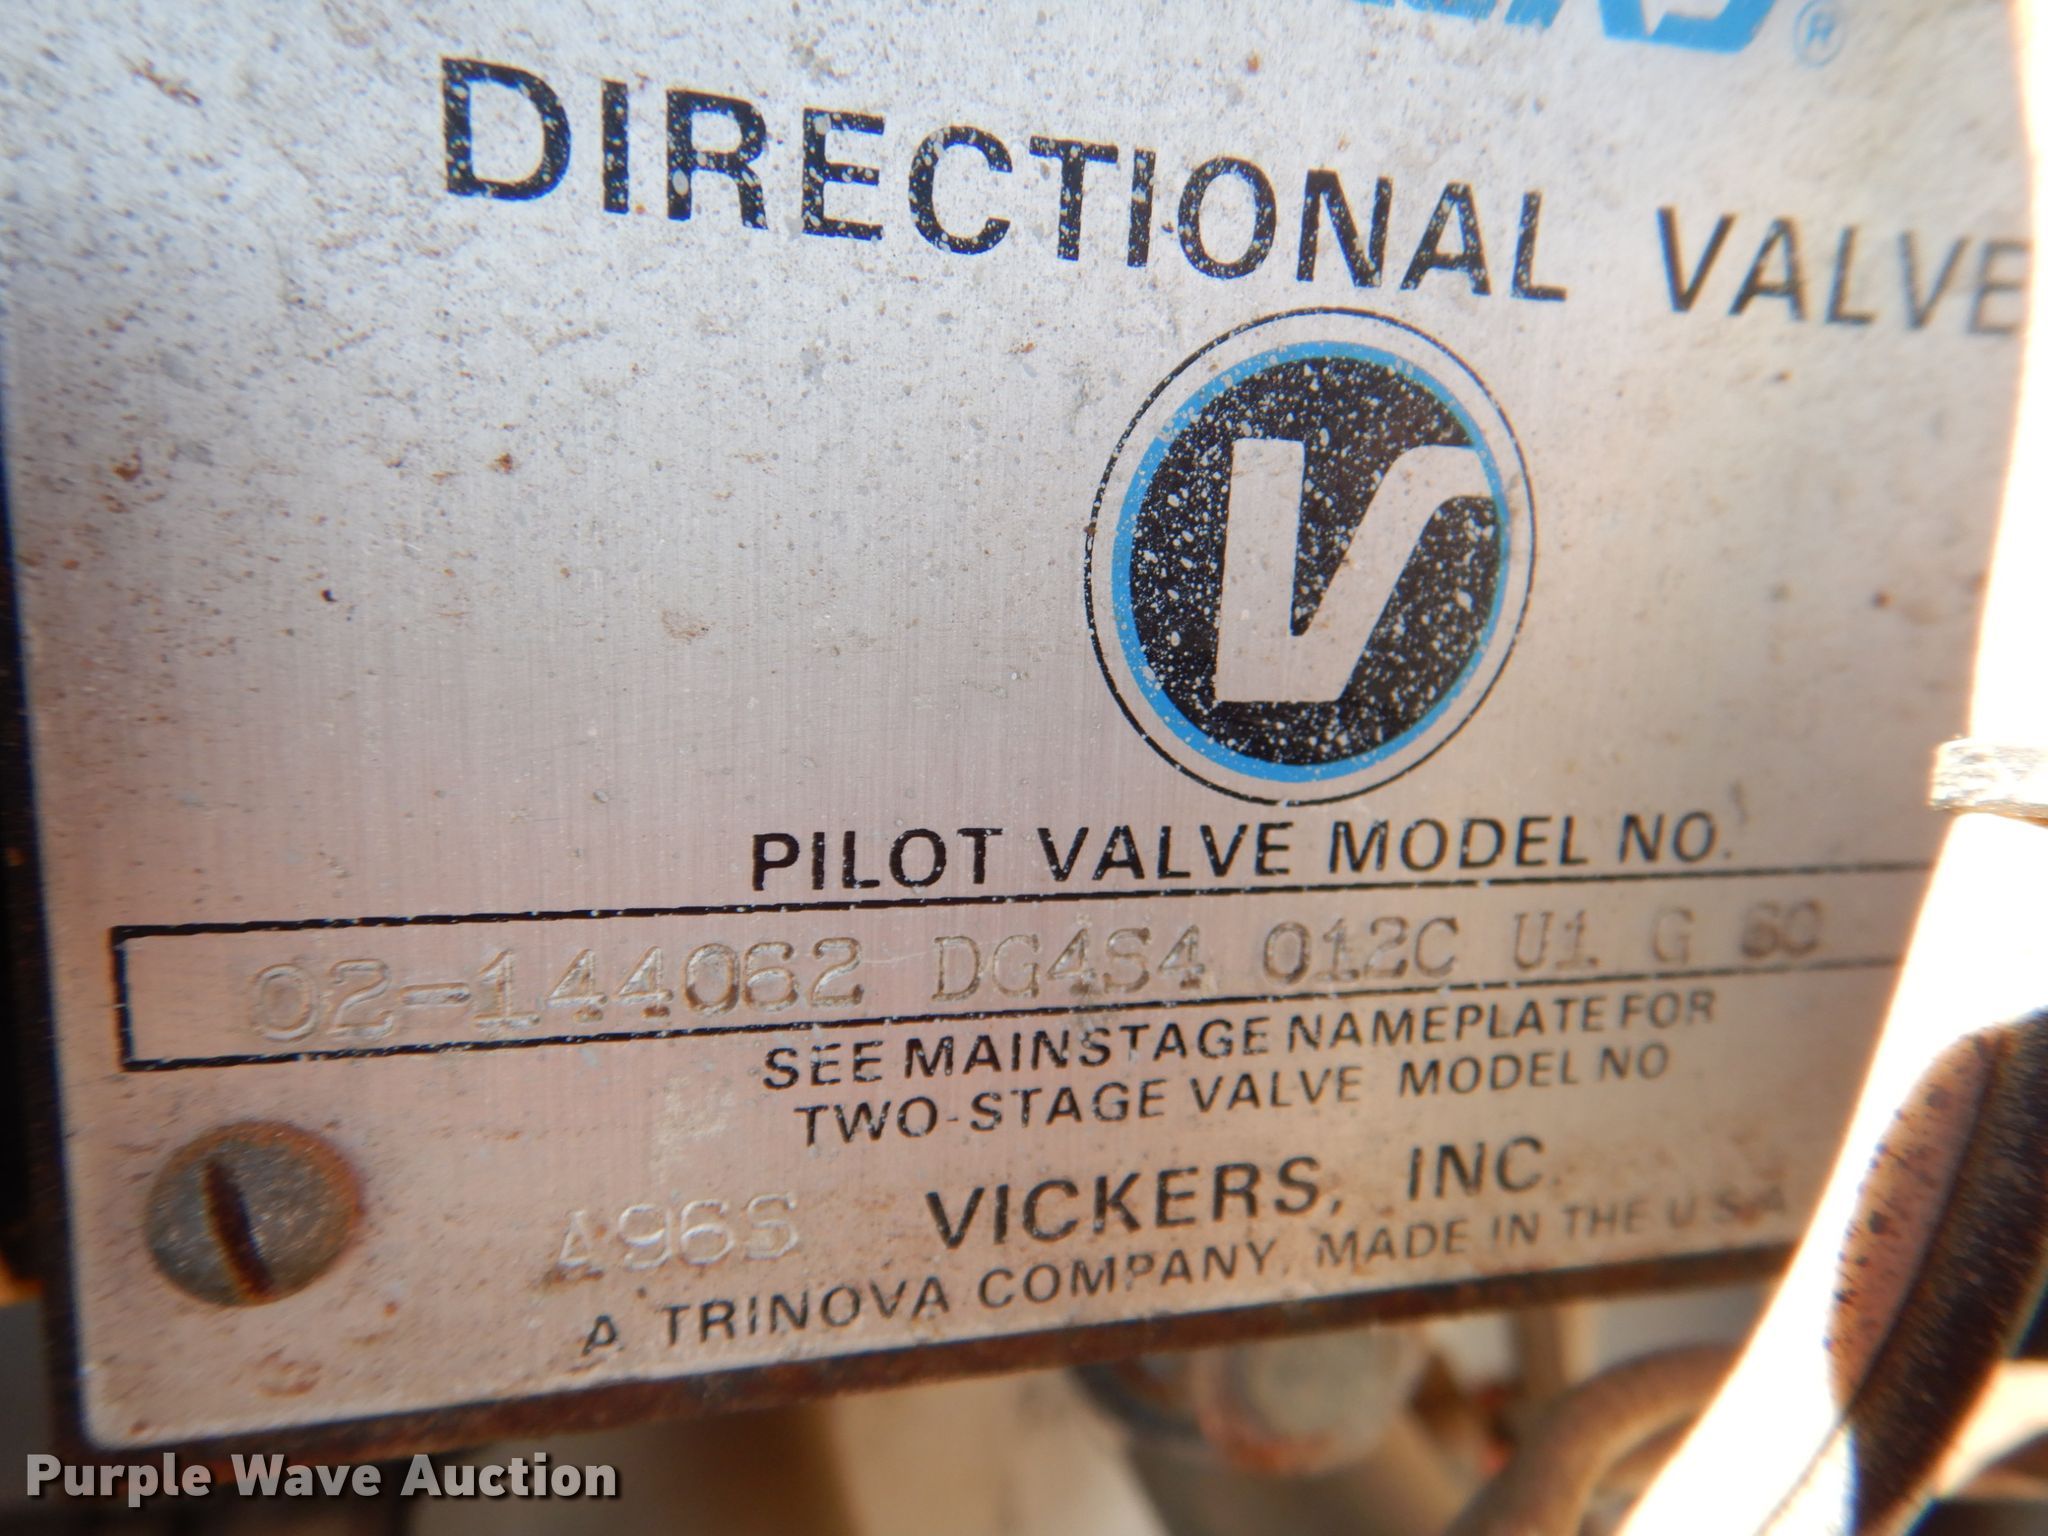 ®
DIRECTIONAL VALVE
V
PILOT VALVE MODEL NO.
02-144062 DG4S4 012C U1 G 60
SEE MAINSTAGE NAMEPLATE FOR
TWO-STAGE VALVE MODEL NO
A96S VICKERS, INC.
A TRINOVA COMPANY, MADE IN THE U.S.A
Purple Wave Auction